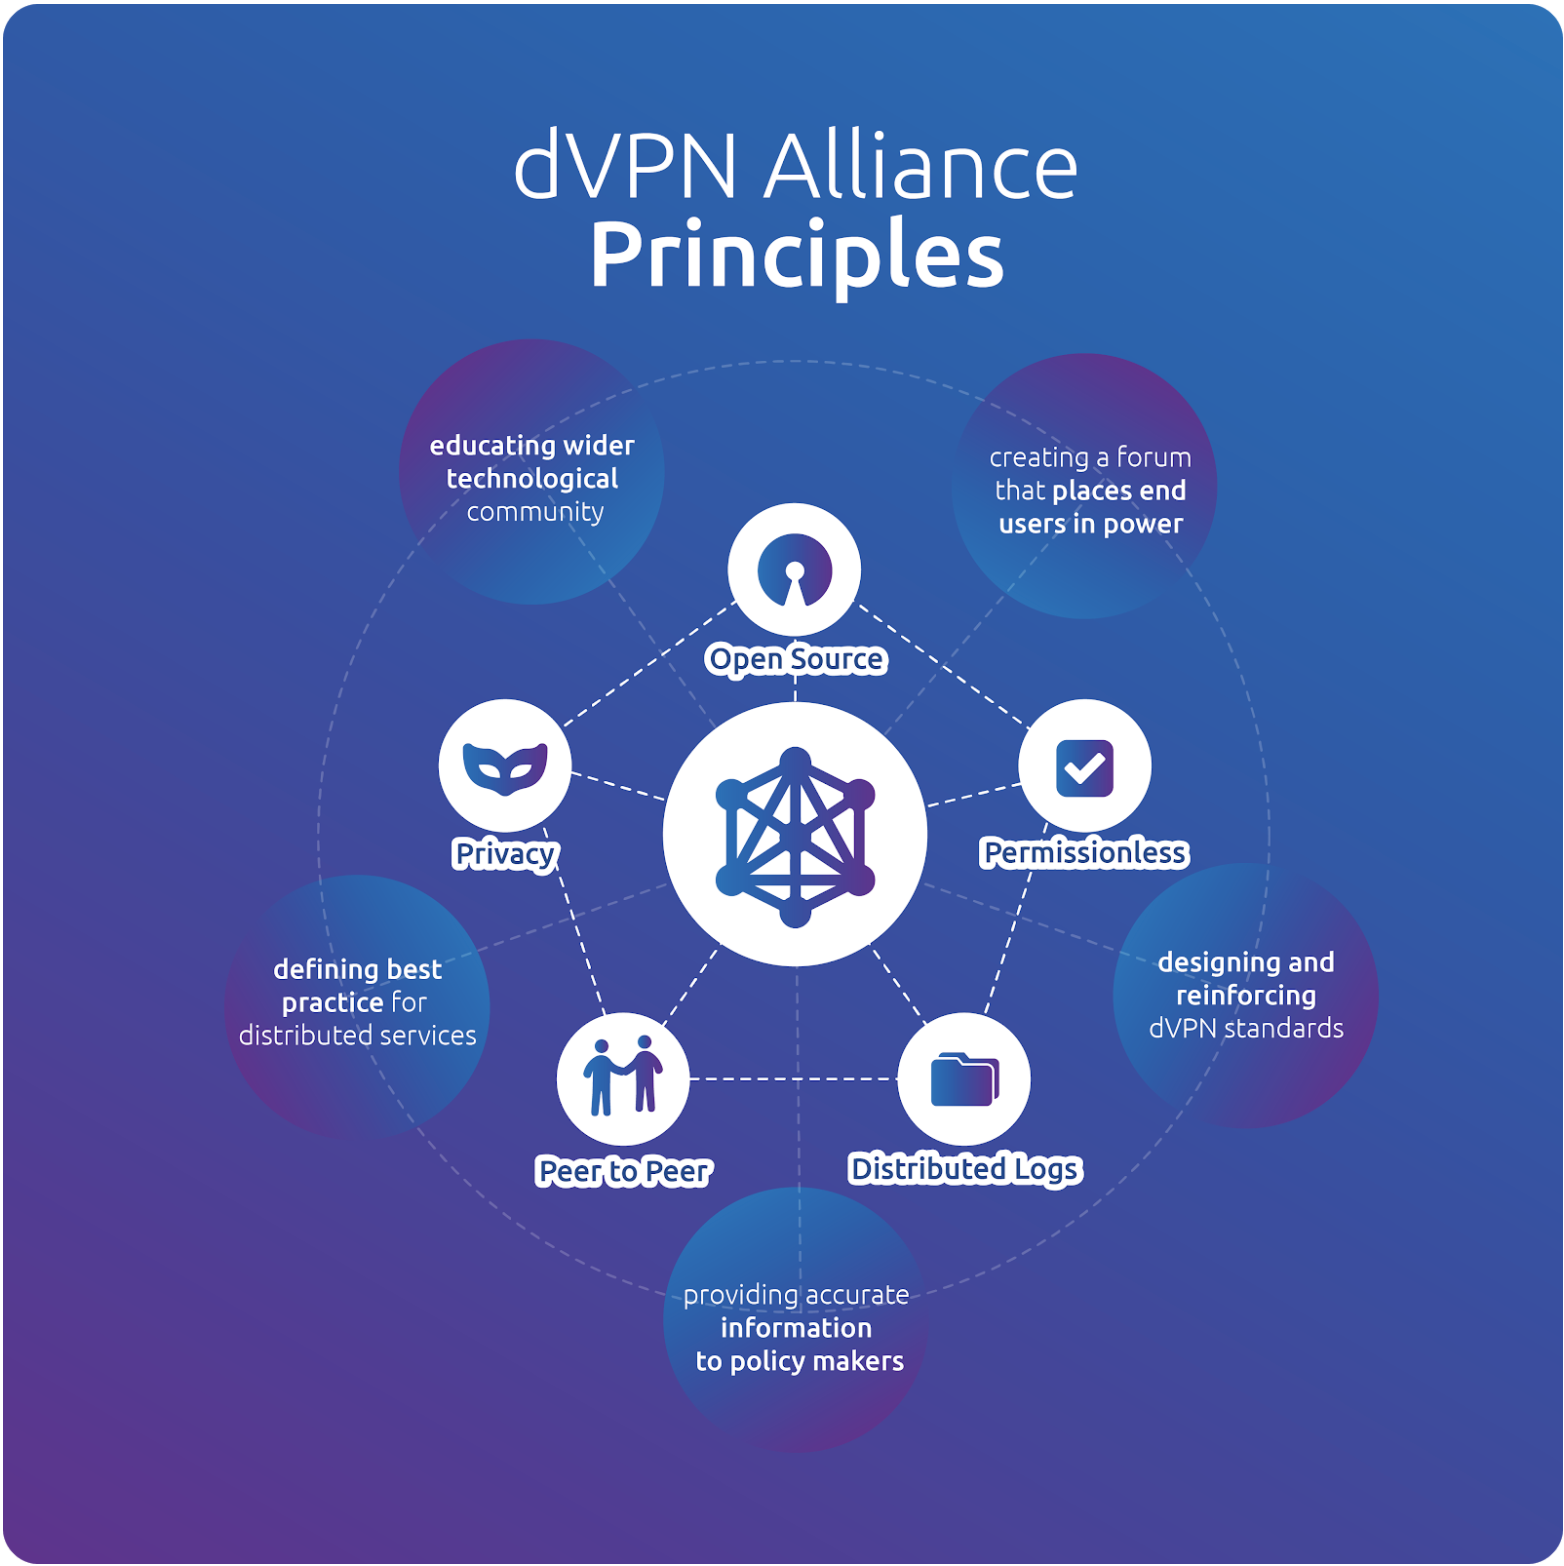 dVPN Alliance
Principles
educating wider
technological
community
creating a forum
that places end
users in power
Open Source
Privacy
Permissionless
defining best
practice for
distributed services
designing and
reinforcing
dVPN standards
Peer to Peer
Distributed Logs
providing accurate
information
to policy makers